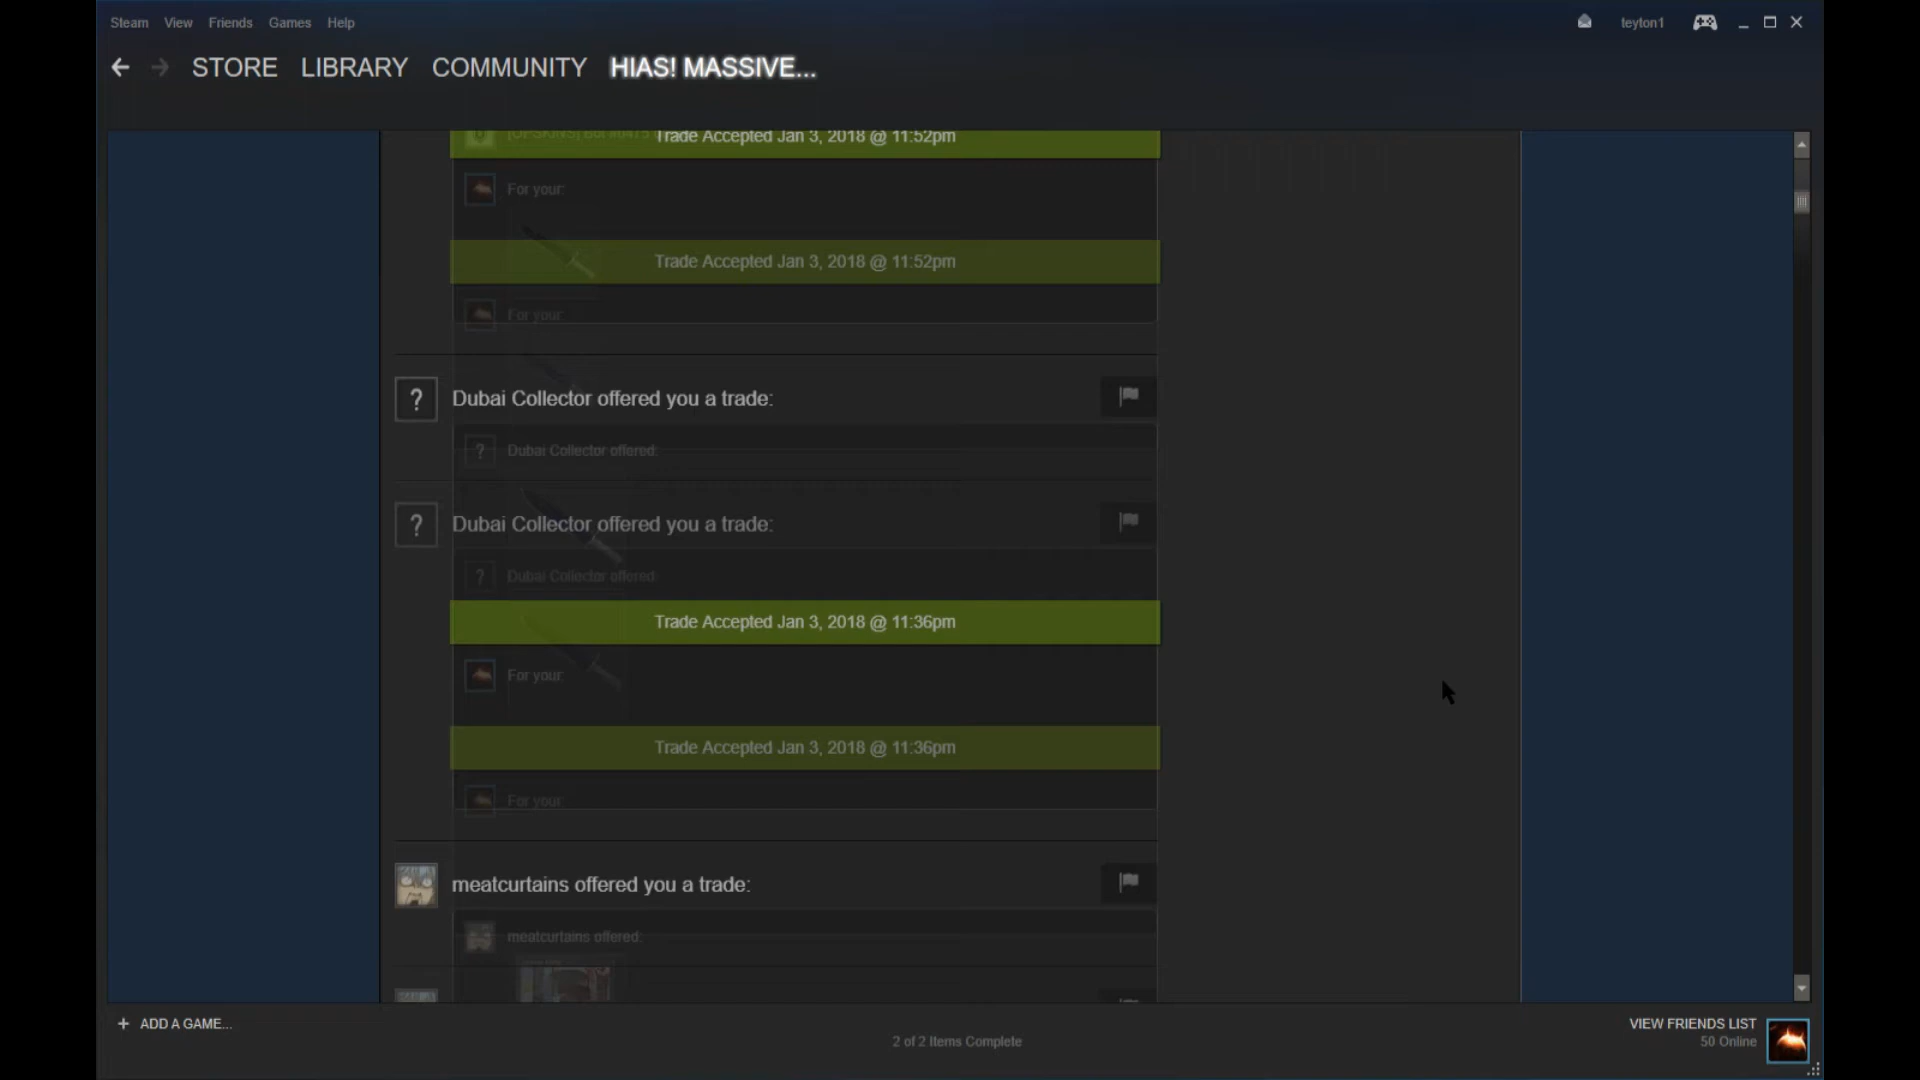 Steam View Friends Games Help
teyton1
STORE LIBRARY COMMUNITY HIAS! MASSIVE...
[OPSKINS] Bot #0415
Trade Accepted Jan 3, 2018 @ 11:52pm
For your:
Trade Accepted Jan 3, 2018 @ 11:52pm
For your:
? Dubai Collector offered you a trade:
? Dubai Collector offered:
? Dubai Collector offered you a trade:
? Dubai Collector offered:
Trade Accepted Jan 3, 2018 @ 11:36pm
For your:
Trade Accepted Jan 3, 2018 @ 11:36pm
For your:
meatcurtains offered you a trade:
meatcurtains offered:
+ ADD A GAME...
2 of 2 Items Complete
VIEW FRIENDS LIST
50 Online